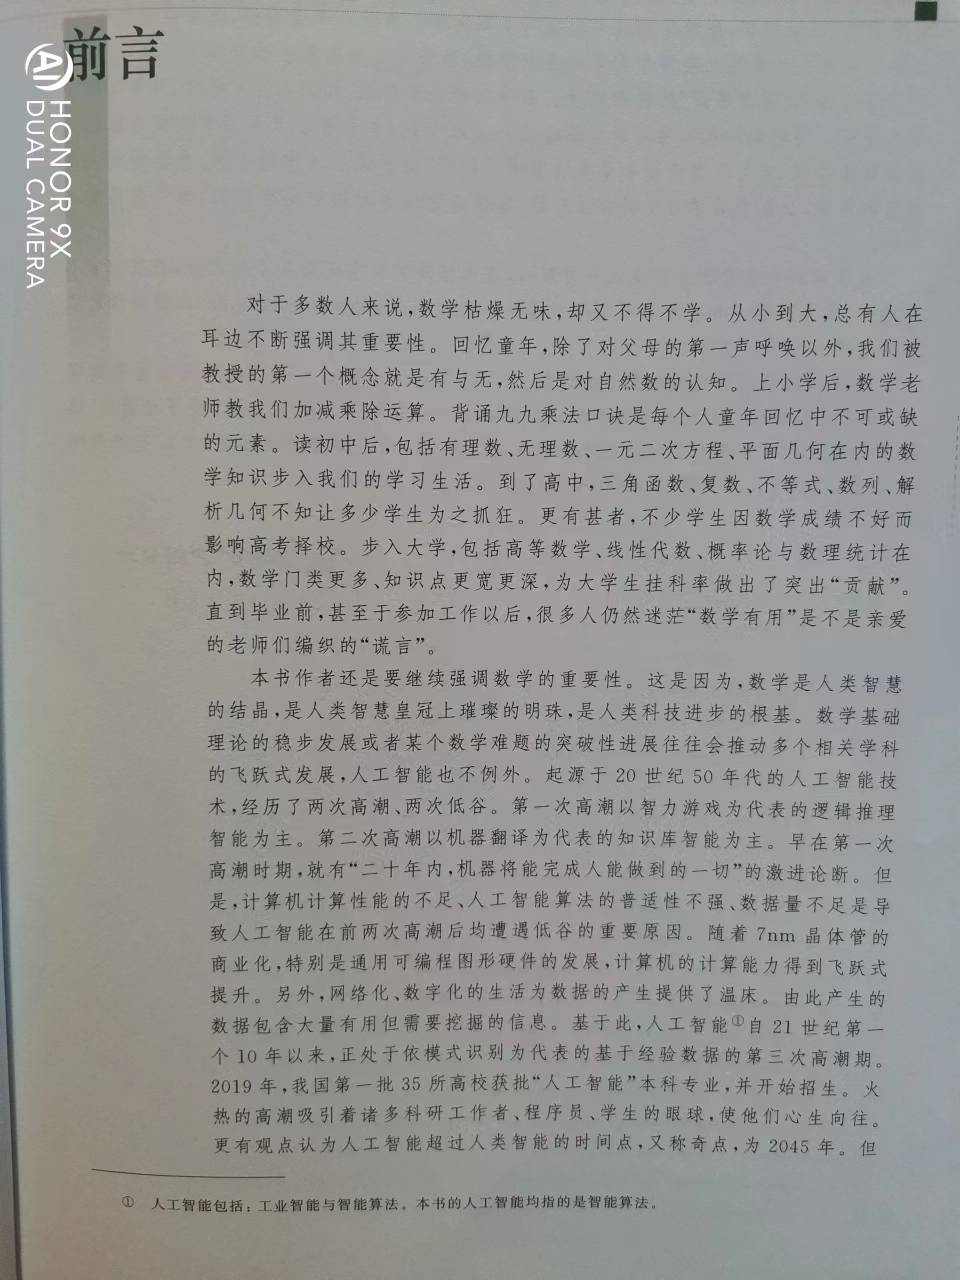 前言
AI HONOR 9X
DUAL CAMERA
对于多数人来说,数学枯燥无味,却又不得不学。从小到大,总有人在
耳边不断强调其重要性。回忆童年,除了对父母的第一声呼唤以外,我们被
教授的第一个概念就是有与无,然后是对自然数的认知。上小学后,数学老
师教我们加减乘除运算。背诵九九乘法口诀是每个人童年回忆中不可或缺
的元素。读初中后,包括有理数、无理数、一元二次方程、平面几何在内的数
学知识步入我们的学习生活。到了高中,三角函数、复数、不等式、数列、解
析几何不知让多少学生为之抓狂。更有甚者,不少学生因数学成绩不好而
影响高考择校。步入大学,包括高等数学、线性代数、概率论与数理统计在
内,数学门类更多、知识点更宽更深,为大学生挂科率做出了突出“贡献”。
直到毕业前,甚至于参加工作以后,很多人仍然迷茫“数学有用”是不是亲爱
的老师们编织的“谎言”。
本书作者还是要继续强调数学的重要性。这是因为,数学是人类智慧
的结晶,是人类智慧皇冠上璀璨的明珠,是人类科技进步的根基。数学基础
理论的稳步发展或者某个数学难题的突破性进展往往会推动多个相关学科
的飞跃式发展,人工智能也不例外。起源于 20 世纪 50 年代的人工智能技
术,经历了两次高潮、两次低谷。第一次高潮以智力游戏为代表的逻辑推理
智能为主。第二次高潮以机器翻译为代表的知识库智能为主。早在第一次
高潮时期,就有“二十年内,机器将能完成人能做到的一切”的激进论断。但
是,计算机计算性能的不足、人工智能算法的普适性不强、数据量不足是导
致人工智能在前两次高潮后均遭遇低谷的重要原因。随着 7nm 晶体管的
商业化,特别是通用可编程图形硬件的发展,计算机的计算能力得到飞跃式
提升。另外,网络化、数字化的生活为数据的产生提供了温床。由此产生的
数据包含大量有用但需要挖掘的信息。基于此,人工智能①自 21 世纪第一
个 10 年以来,正处于依模式识别为代表的基于经验数据的第三次高潮期。
2019 年,我国第一批 35 所高校获批“人工智能”本科专业,并开始招生。火
热的高潮吸引着诸多科研工作者、程序员、学生的眼球,使他们心生向往。
更有观点认为人工智能超过人类智能的时间点,又称奇点,为 2045 年。但
① 人工智能包括:工业智能与智能算法。本书的人工智能均指的是智能算法。